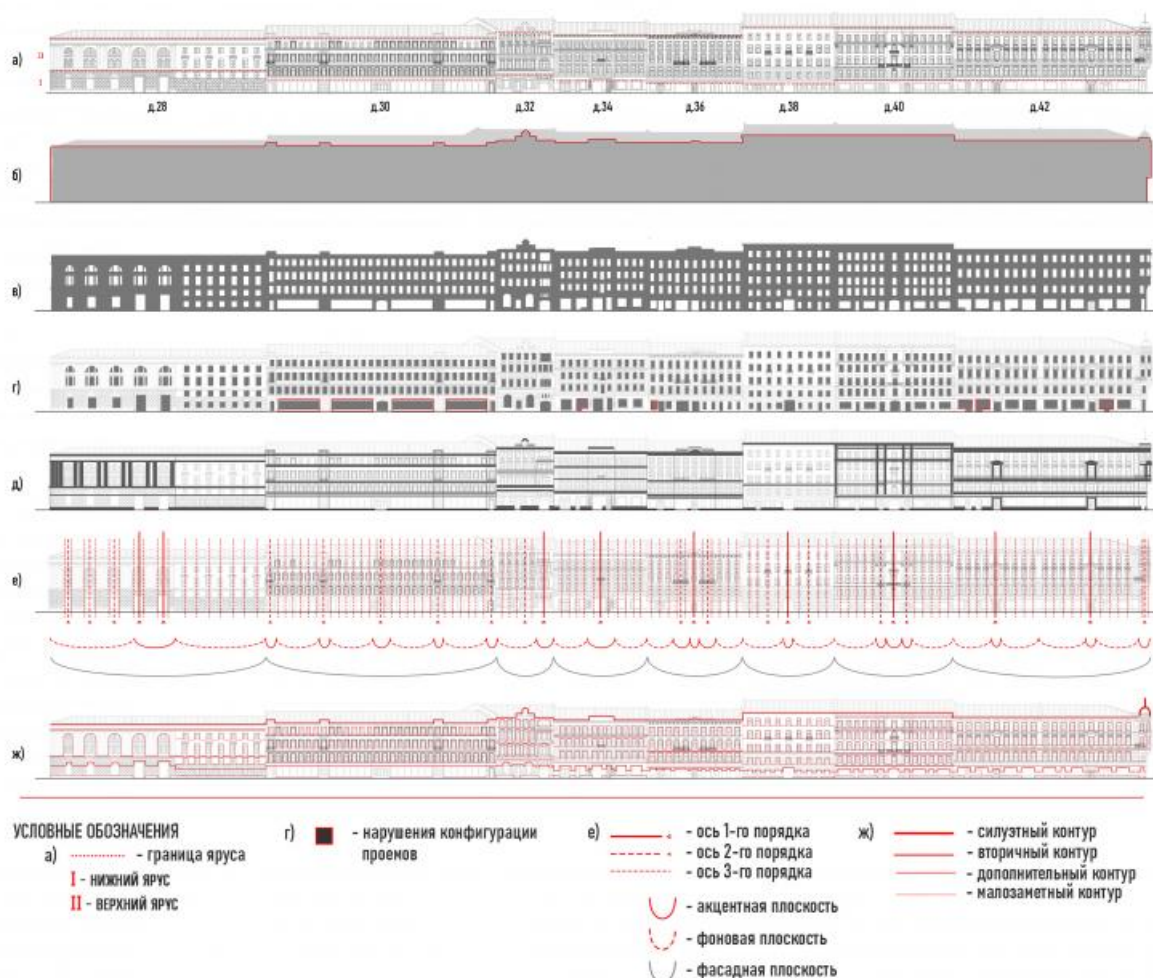 а)
II
I
д.28 д.30 д.32 д.34 д.36 д.38 д.40 д.42
б)
в)
г)
д)
е)
ж)
УСЛОВНЫЕ ОБОЗНАЧЕНИЯ
а) - граница яруса
I - НИЖНИЙ ЯРУС
II - ВЕРХНИЙ ЯРУС
г) - нарушения конфигурации
проемов
е) - ось 1-го порядка
- ось 2-го порядка
- ось 3-го порядка
- акцентная плоскость
- фоновая плоскость
- фасадная плоскость
ж) - силуэтный контур
- вторичный контур
- дополнительный контур
- малозаметный контур